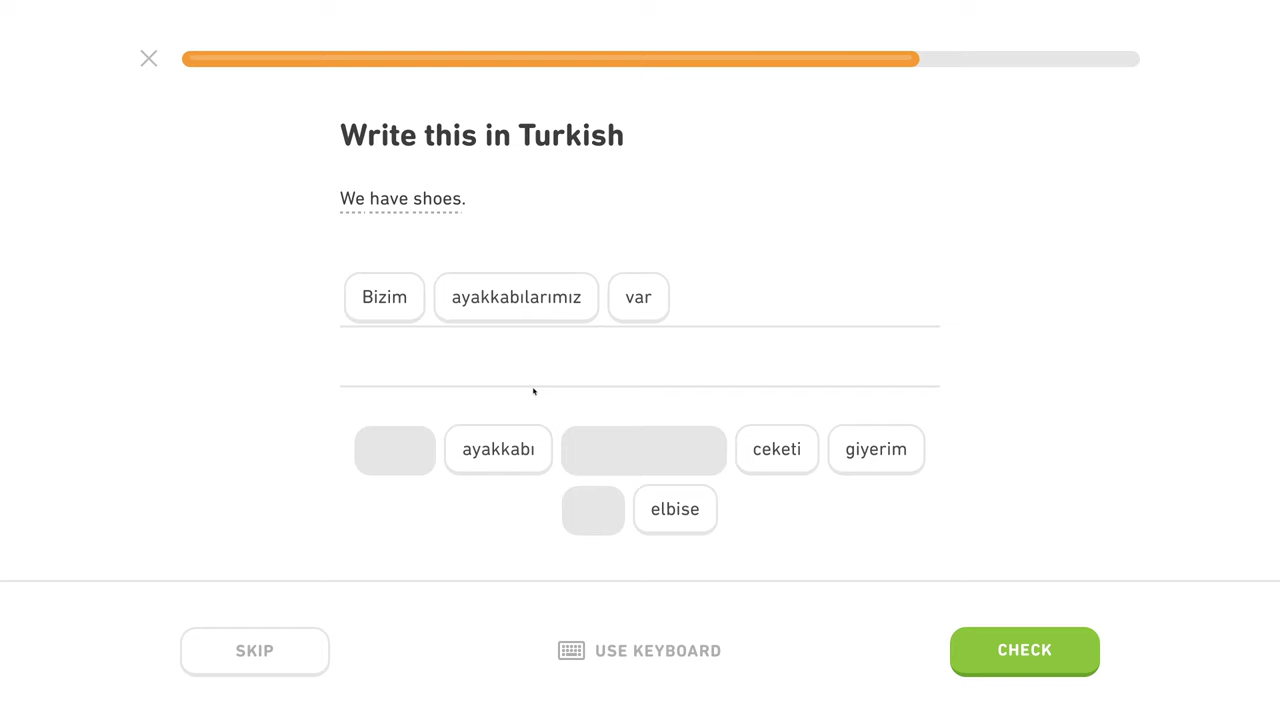 Write this in Turkish
We have shoes.
Bizim ayakkabılarımız var
ayakkabı ceketi giyerim
elbise
SKIP USE KEYBOARD CHECK